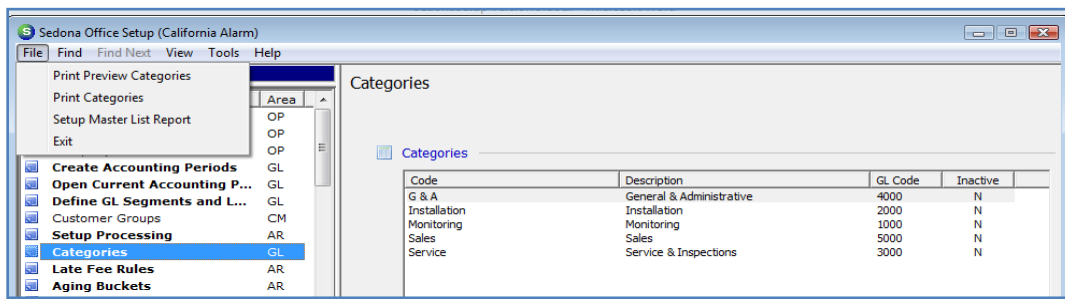 Sedona Office Setup (California Alarm)
File Find Find Next View Tools Help
Print Preview Categories
Print Categories
Setup Master List Report
Exit
Area
OP
OP
OP
Create Accounting Periods GL
Open Current Accounting P... GL
Define GL Segments and L... GL
Customer Groups CM
Setup Processing AR
Categories GL
Late Fee Rules AR
Aging Buckets AR
Categories
Categories
Code Description GL Code Inactive
G & A General & Administrative 4000 N
Installation Installation 2000 N
Monitoring Monitoring 1000 N
Sales Sales 5000 N
Service Service & Inspections 3000 N